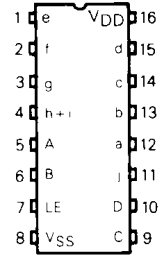 1 e VDD 16
2 f d 15
3 g c 14
4 h+i b 13
5 A a 12
6 B j 11
7 LE D 10
8 VSS C 9